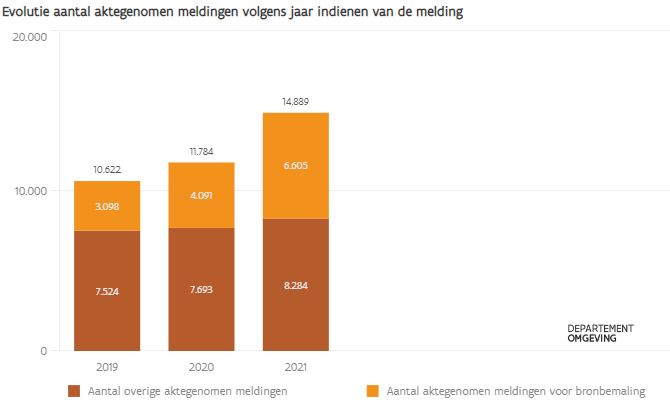 Evolutie aantal aktegenomen meldingen volgens jaar indienen van de melding
20.000
14.889
11.784
10.622
6.605
10.000
4.091
3.098
8.284
7.693
7.524
DEPARTEMENT
OMGEVING
0
2019 2020 2021
Aantal overige aktegenomen meldingen Aantal aktegenomen meldingen voor bronbemaling